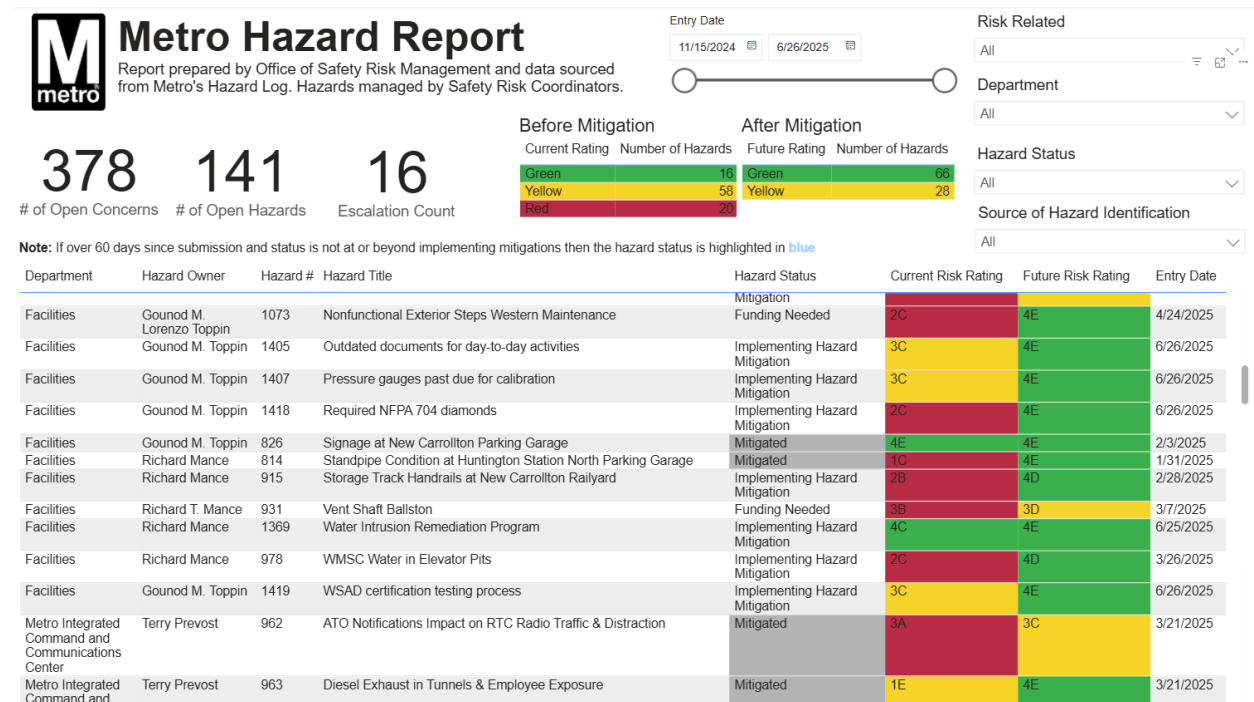 M
metro
Metro Hazard Report
Report prepared by Office of Safety Risk Management and data sourced
from Metro's Hazard Log. Hazards managed by Safety Risk Coordinators.
Entry Date
11/15/2024 6/26/2025
Risk Related
All
Department
All
Hazard Status
All
Source of Hazard Identification
All
378
# of Open Concerns
141
# of Open Hazards
16
Escalation Count
Before Mitigation
Current Rating Number of Hazards
Green 16
Yellow 58
Red 20
After Mitigation
Future Rating Number of Hazards
Green 66
Yellow 28
Note: If over 60 days since submission and status is not at or beyond implementing mitigations then the hazard status is highlighted in blue
Department Hazard Owner Hazard # Hazard Title Hazard Status Current Risk Rating Future Risk Rating Entry Date
Mitigation
Facilities Gounod M. 1073 Nonfunctional Exterior Steps Western Maintenance Funding Needed 2C 4E 4/24/2025
Lorenzo Toppin
Facilities Gounod M. Toppin 1405 Outdated documents for day-to-day activities Implementing Hazard 3C 4E 6/26/2025
Mitigation
Facilities Gounod M. Toppin 1407 Pressure gauges past due for calibration Implementing Hazard 3C 4E 6/26/2025
Mitigation
Facilities Gounod M. Toppin 1418 Required NFPA 704 diamonds Implementing Hazard 2C 4E 6/26/2025
Mitigation
Facilities Gounod M. Toppin 826 Signage at New Carrollton Parking Garage Mitigated 4E 4E 2/3/2025
Facilities Richard Mance 814 Standpipe Condition at Huntington Station North Parking Garage Mitigated 1C 4E 1/31/2025
Facilities Richard Mance 915 Storage Track Handrails at New Carrollton Railyard Implementing Hazard 2B 4D 2/28/2025
Mitigation
Facilities Richard T. Mance 931 Vent Shaft Ballston Funding Needed 3B 3D 3/7/2025
Facilities Richard Mance 1369 Water Intrusion Remediation Program Implementing Hazard 4C 4E 6/25/2025
Mitigation
Facilities Richard Mance 978 WMSC Water in Elevator Pits Implementing Hazard 2C 4D 3/26/2025
Mitigation
Facilities Gounod M. Toppin 1419 WSAD certification testing process Implementing Hazard 3C 4E 6/26/2025
Mitigation
Metro Integrated Terry Prevost 962 ATO Notifications Impact on RTC Radio Traffic & Distraction Mitigated 3A 3C 3/21/2025
Command and
Communications
Center
Metro Integrated Terry Prevost 963 Diesel Exhaust in Tunnels & Employee Exposure Mitigated 1E 4E 3/21/2025
Command and